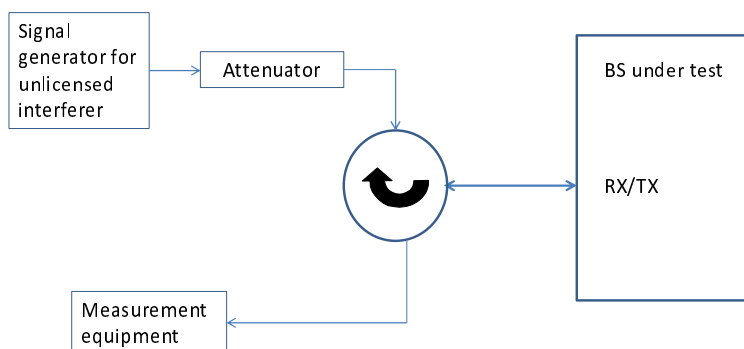 Signal
generator for
unlicensed
interferer
Attenuator
BS under test
RX/TX
Measurement
equipment